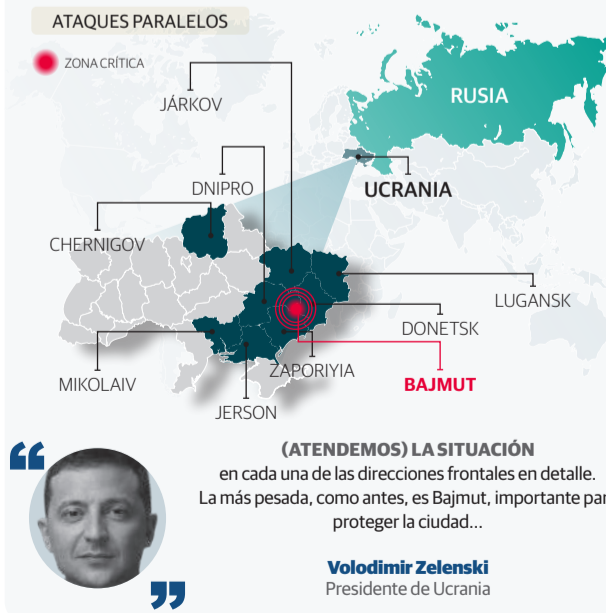 ATAQUES PARALELOS
ZONA CRÍTICA
JÁRKOV
RUSIA
DNIPRO
UCRANIA
CHERNIGOV
LUGANSK
DONETSK
MIKOLAIV
ZAPORIYIA
BAJMUT
JERSON
“
(ATENDEMOS) LA SITUACIÓN
en cada una de las direcciones frontales en detalle.
La más pesada, como antes, es Bajmut, importante par
proteger la ciudad...
Volodimir Zelenski
Presidente de Ucrania
”